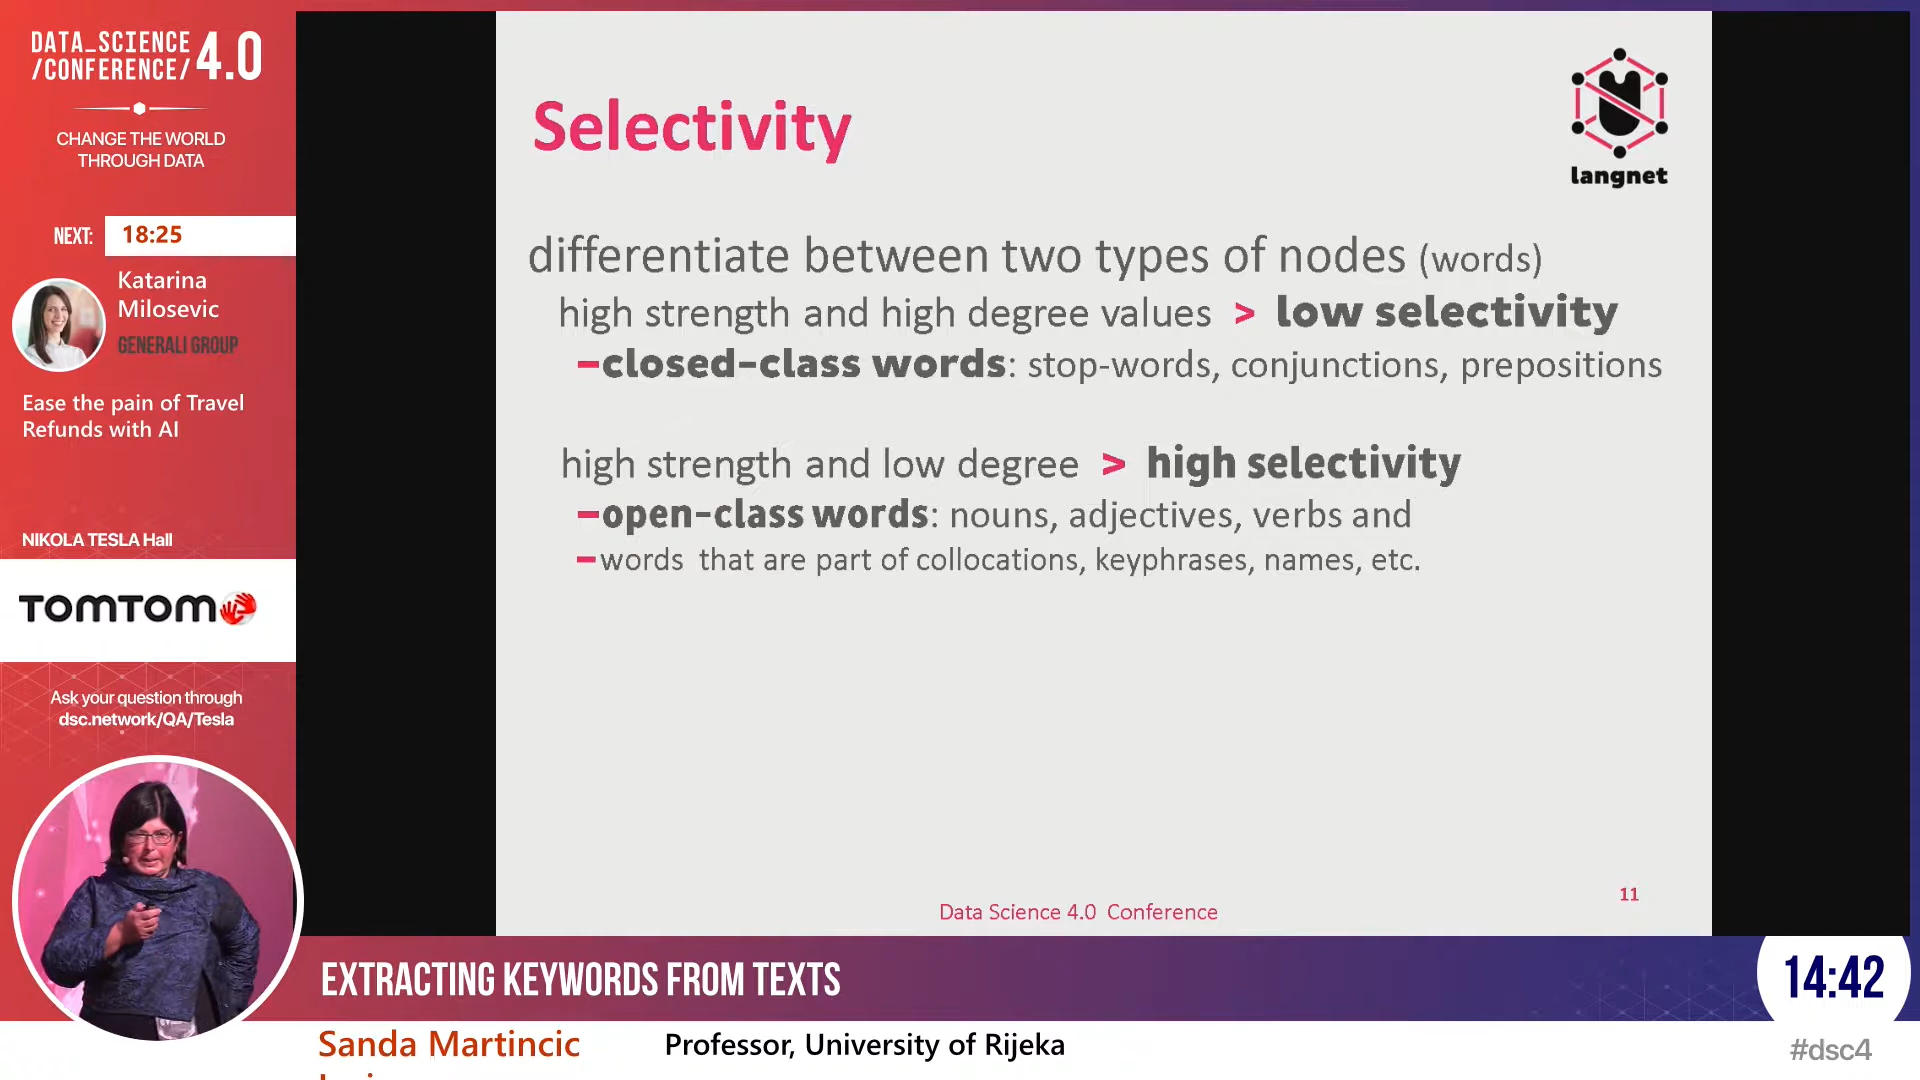 DATA_SCIENCE
/CONFERENCE/ 4.0
CHANGE THE WORLD
THROUGH DATA
NEXT: 18:25
Katarina
Milosevic
GENERALI GROUP
Ease the pain of Travel
Refunds with AI
NIKOLA TESLA Hall
TOMTOM
Ask your question through
dsc.network/QA/Tesla
Selectivity
langnet
differentiate between two types of nodes (words)
high strength and high degree values > low selectivity
–closed-class words: stop-words, conjunctions, prepositions
high strength and low degree > high selectivity
–open-class words: nouns, adjectives, verbs and
–words that are part of collocations, keyphrases, names, etc.
11
Data Science 4.0 Conference
EXTRACTING KEYWORDS FROM TEXTS
14:42
Sanda Martincic
Professor, University of Rijeka
#dsc4